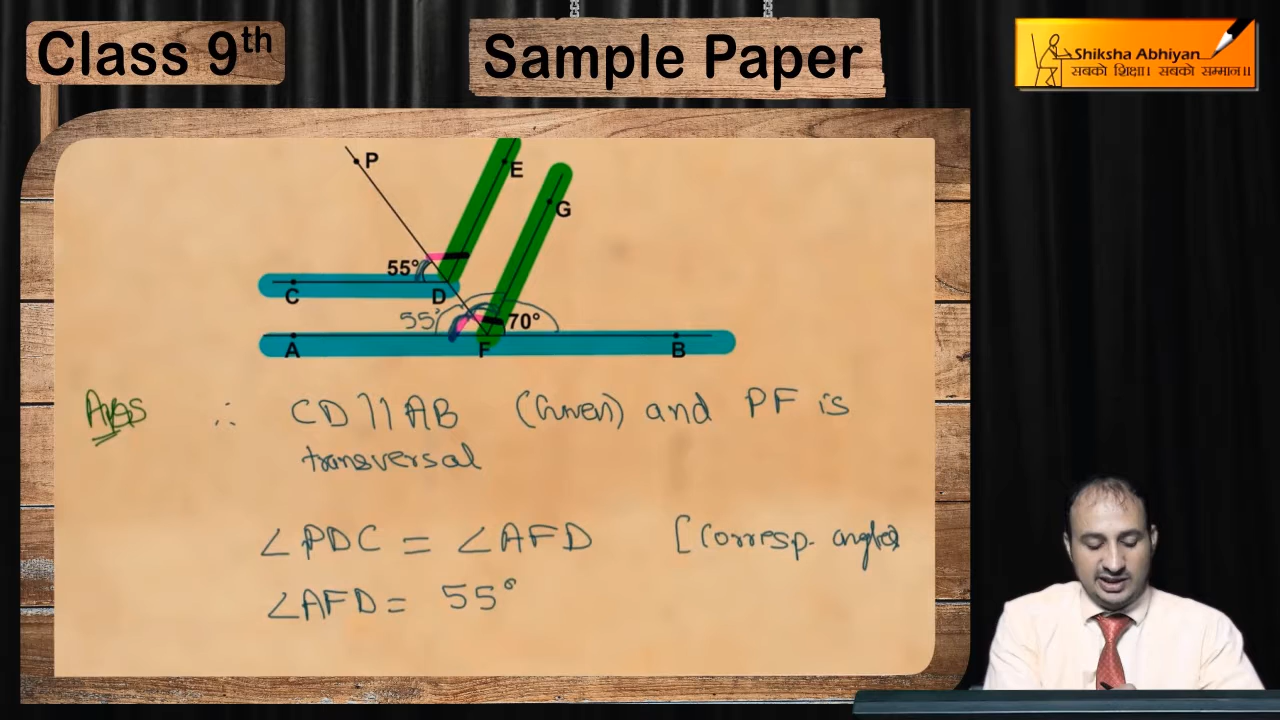 Class 9th
Sample Paper
Shiksha Abhiyan
सबको शिक्षा। सबको सम्मान।।
P
E
G
55°
C
D
55°
70°
A
F
B
Ans ∴ CD || AB (Given) and PF is
transversal
∠PDC = ∠AFD [Corresp. angles]
∠AFD = 55°